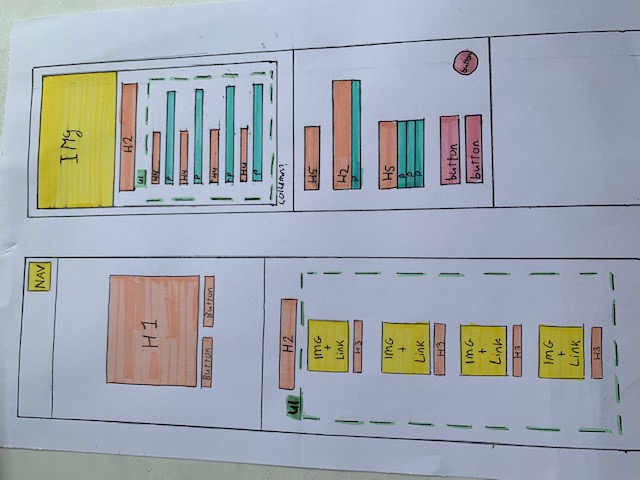 NAV
H1
Button Button
H2
ul
IMG
+
Link
H3
IMG
+
Link
H3
IMG
+
Link
H3
IMG
+
Link
H3
IMg
H2
ul
H4
P
H4
P
H4
P
H4
P
column?
H5
H2
P
H5
P
P
P
button
button
button